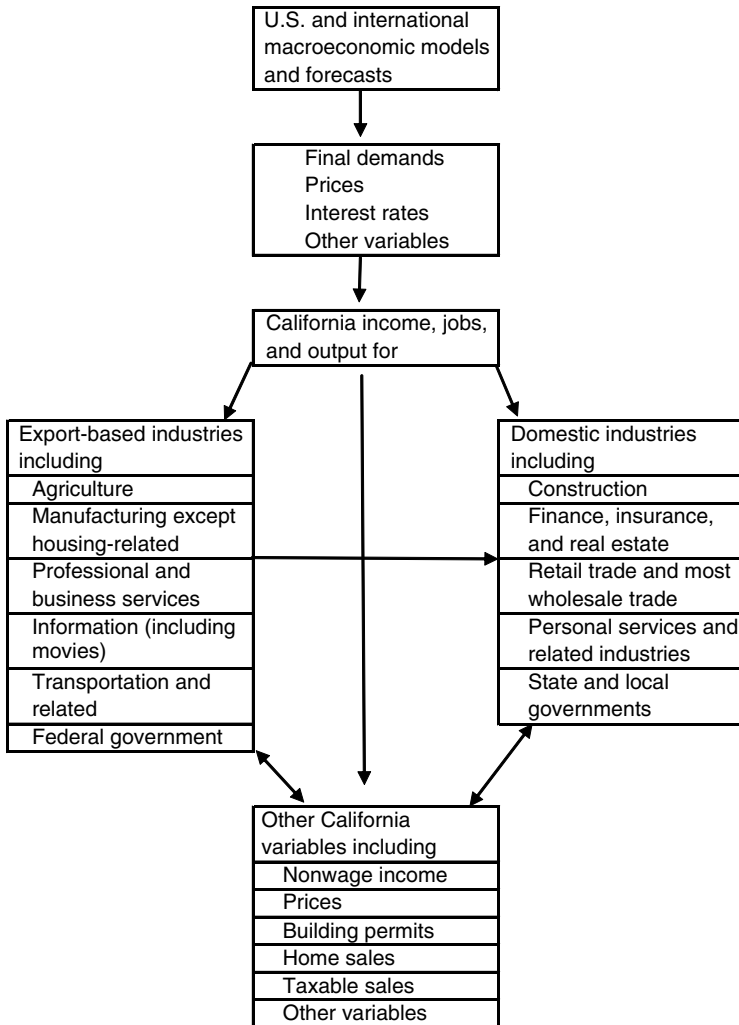 U.S. and international
macroeconomic models
and forecasts
Final demands
Prices
Interest rates
Other variables
California income, jobs,
and output for
Export-based industries
including
Agriculture
Manufacturing except
housing-related
Professional and
business services
Information (including
movies)
Transportation and
related
Federal government
Domestic industries
including
Construction
Finance, insurance,
and real estate
Retail trade and most
wholesale trade
Personal services and
related industries
State and local
governments
Other California
variables including
Nonwage income
Prices
Building permits
Home sales
Taxable sales
Other variables